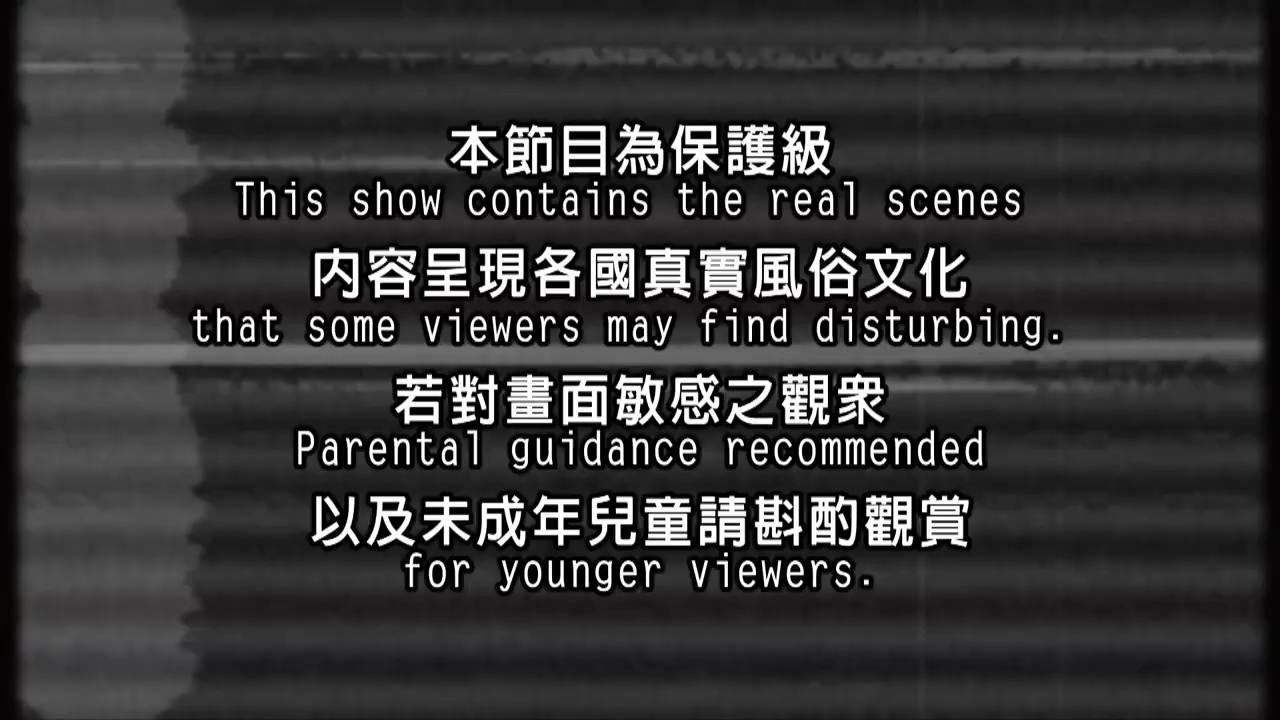 本節目為保護級
This show contains the real scenes
内容呈現各國真實風俗文化
that some viewers may find disturbing.
若對畫面敏感之觀眾
Parental guidance recommended
以及未成年兒童請斟酌觀賞
for younger viewers.